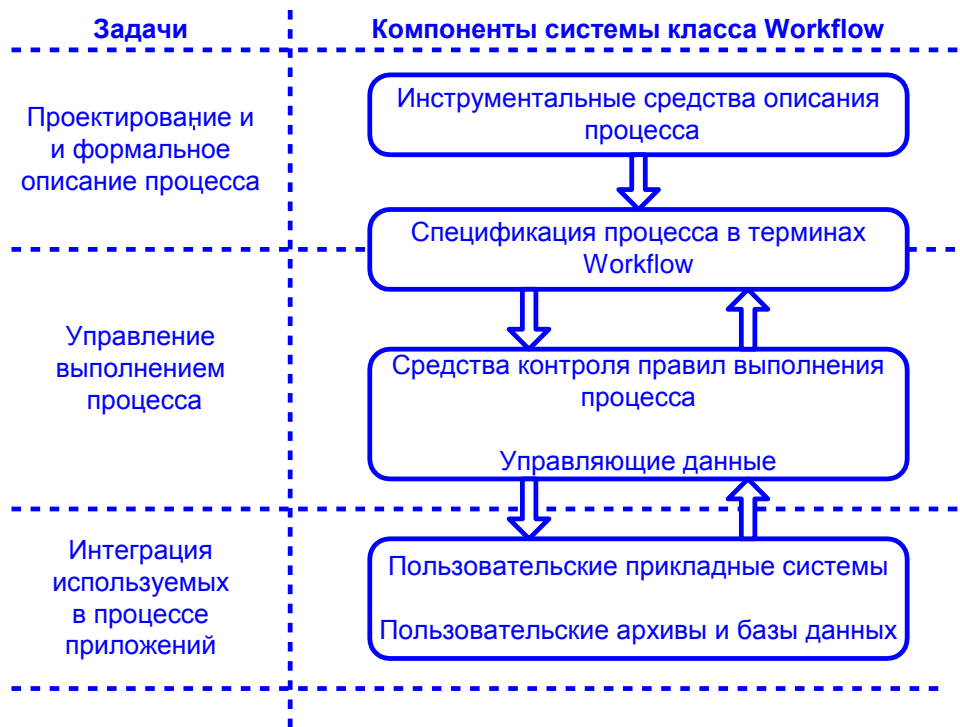 Задачи
Компоненты системы класса Workflow
Проектирование и
и формальное
описание процесса
Инструментальные средства описания
процесса
Спецификация процесса в терминах
Workflow
Управление
выполнением
процесса
Средства контроля правил выполнения
процесса
Управляющие данные
Интеграция
используемых
в процессе
приложений
Пользовательские прикладные системы
Пользовательские архивы и базы данных